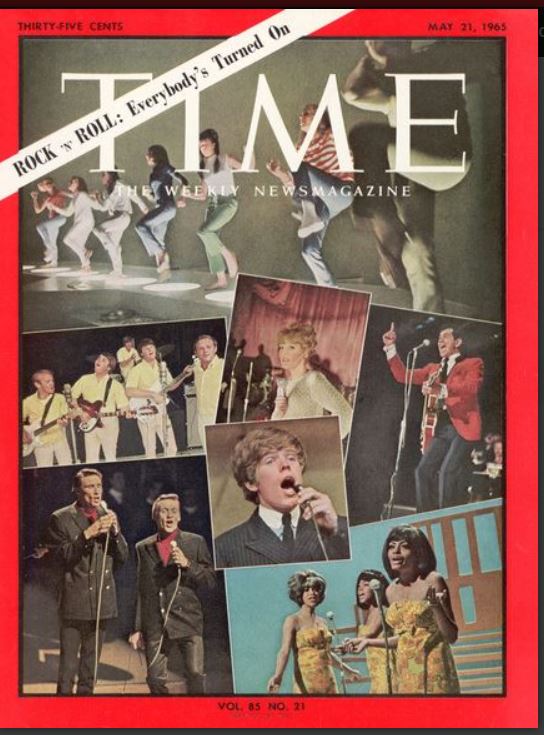 THIRTY-FIVE CENTS
MAY 21, 1965
ROCK 'N' ROLL: Everybody's Turned On
TIME
THE WEEKLY NEWSMAGAZINE
VOL. 85 NO. 21